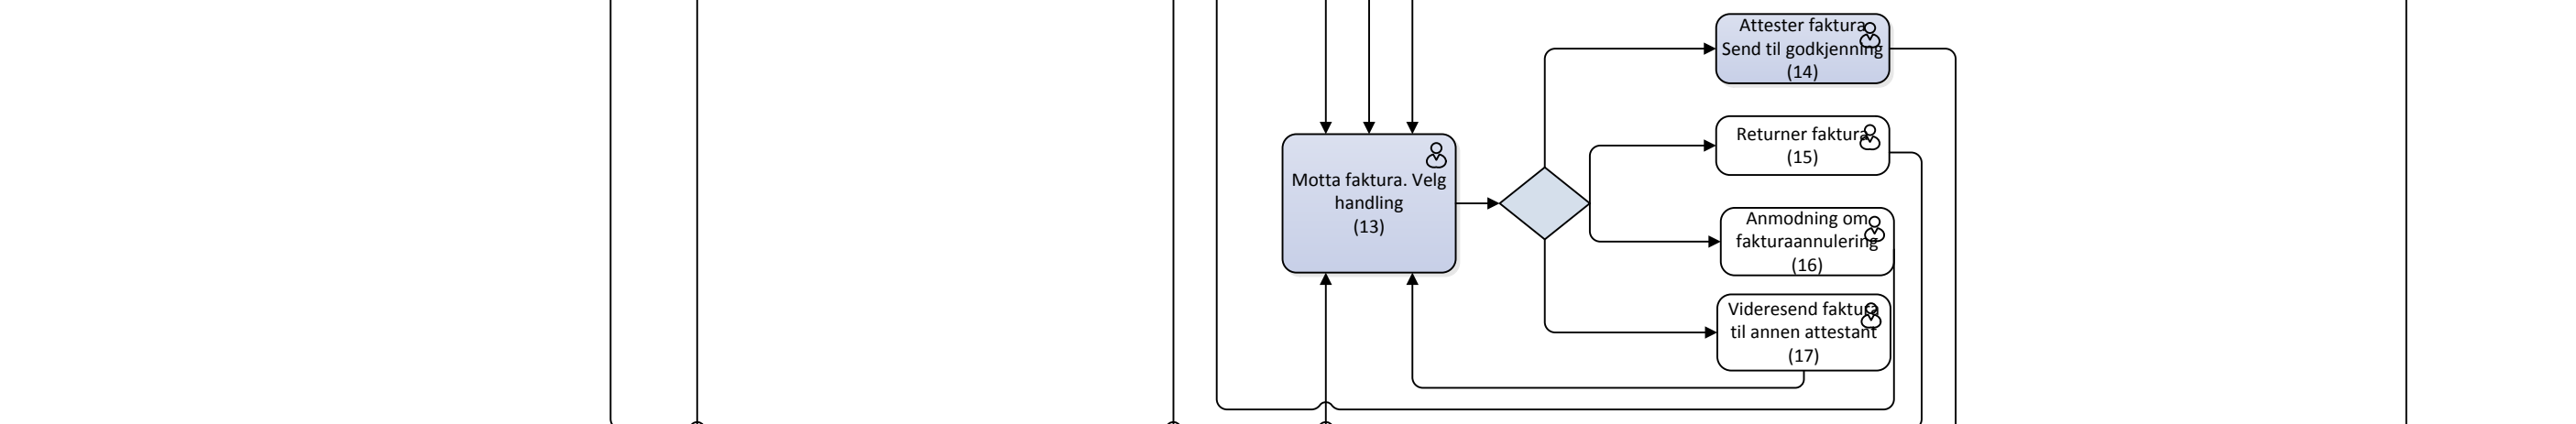 Attester faktura
Send til godkjenning
(14)
Returner faktura
(15)
Motta faktura. Velg
handling
(13)
Anmodning om
fakturaannulering
(16)
Videresend faktura
til annen attestant
(17)